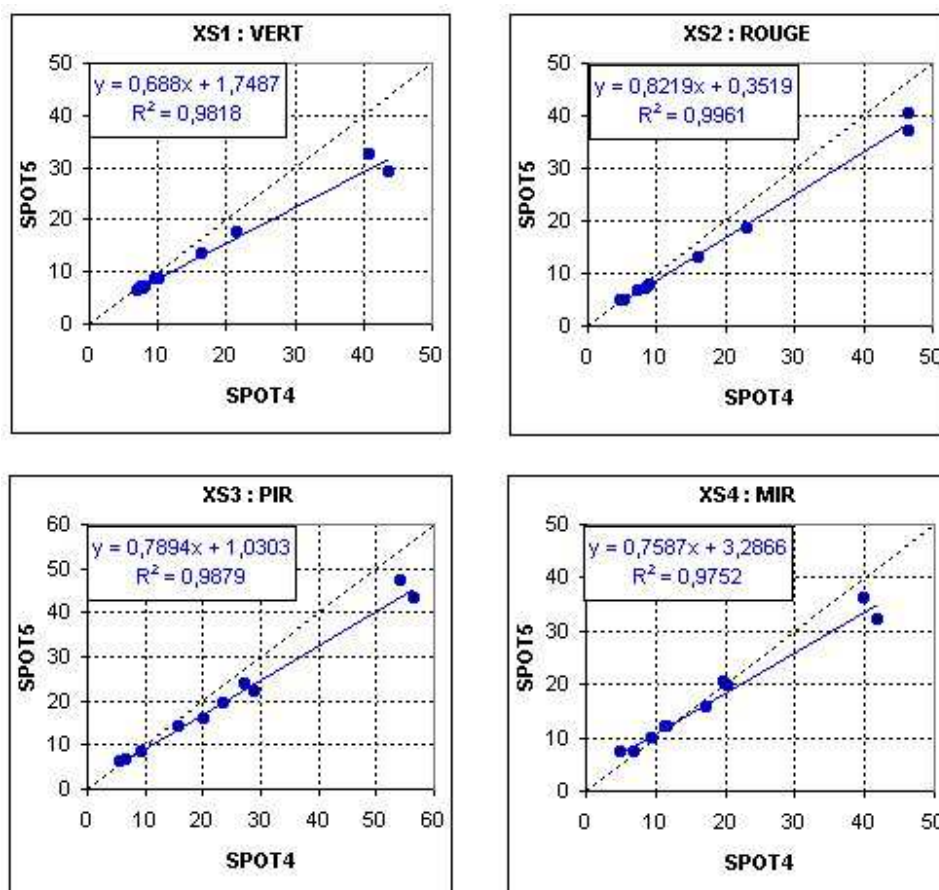 XS1 : VERT
y = 0,688x + 1,7487
R² = 0,9818
50
40
30
20
10
0
SPOT5
0 10 20 30 40 50
SPOT4
XS2 : ROUGE
y = 0,8219x + 0,3519
R² = 0,9961
50
40
30
20
10
0
SPOT5
0 10 20 30 40 50
SPOT4
XS3 : PIR
y = 0,7894x + 1,0303
R² = 0,9879
60
50
40
30
20
10
0
SPOT5
0 10 20 30 40 50 60
SPOT4
XS4 : MIR
y = 0,7587x + 3,2866
R² = 0,9752
50
40
30
20
10
0
SPOT5
0 10 20 30 40 50
SPOT4